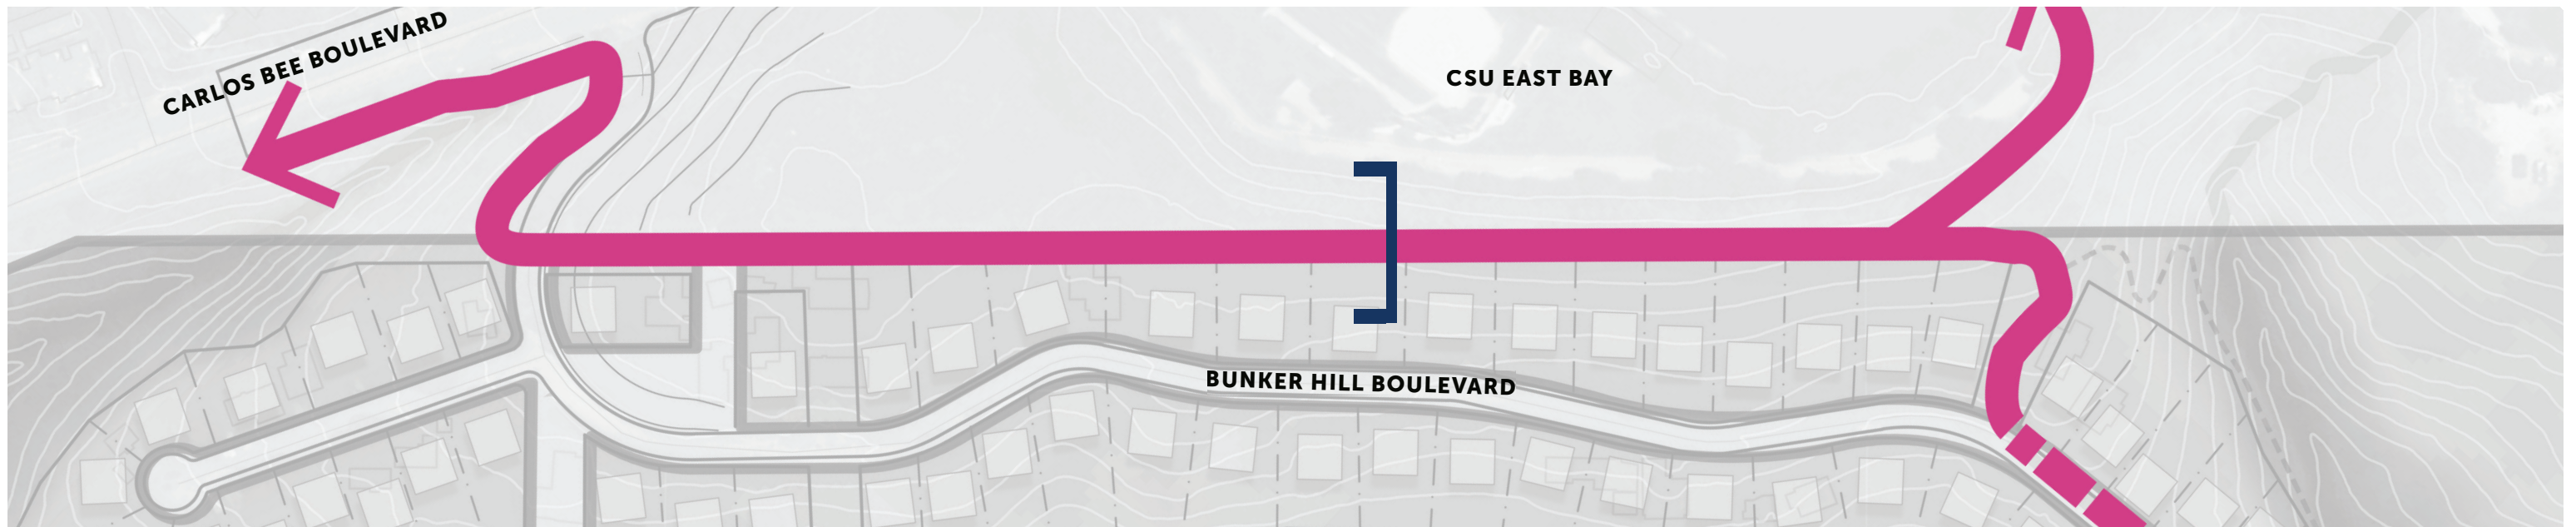 CARLOS BEE BOULEVARD
CSU EAST BAY
BUNKER HILL BOULEVARD